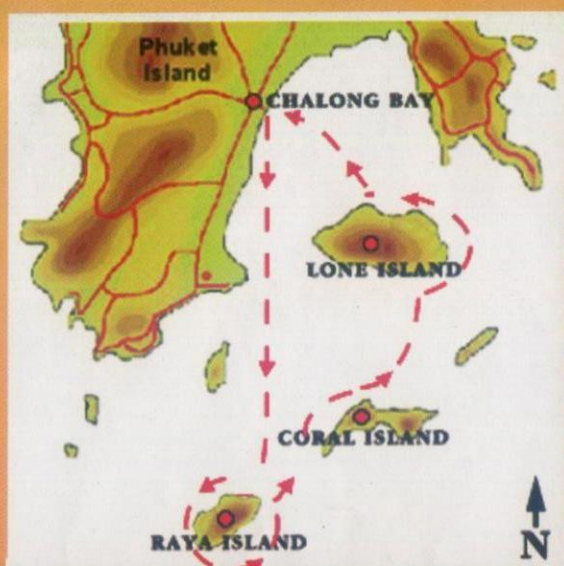 Phuket
Island
CHALONG BAY
LONE ISLAND
CORAL ISLAND
RAYA ISLAND
N